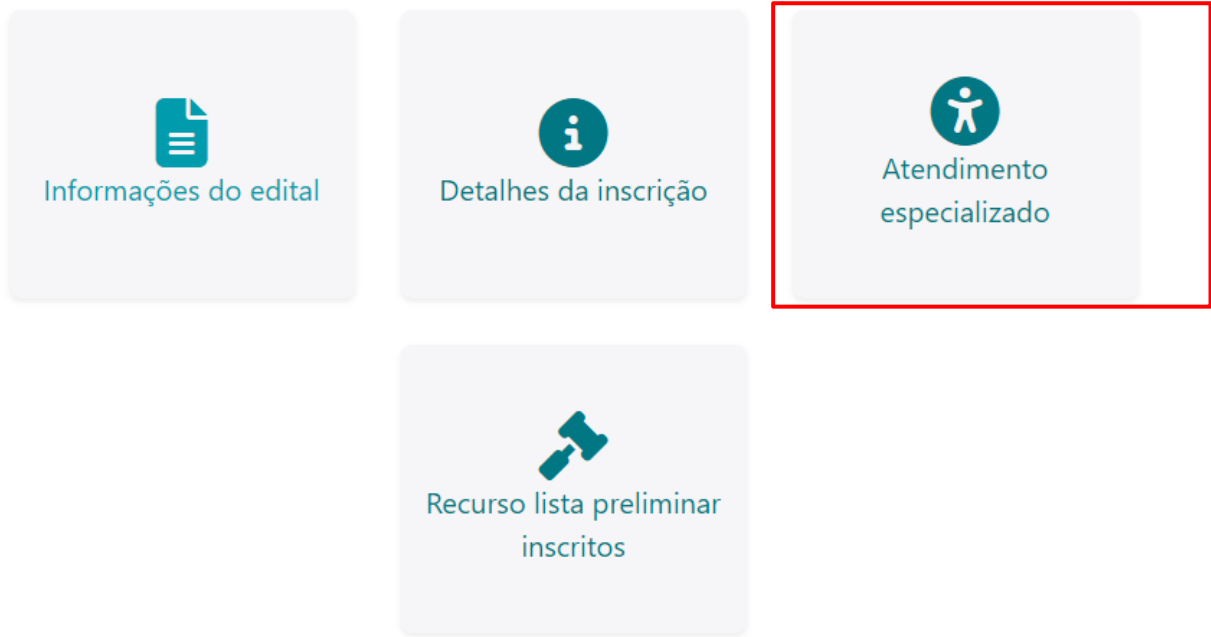 Informações do edital
Detalhes da inscrição
Atendimento
especializado
Recurso lista preliminar
inscritos